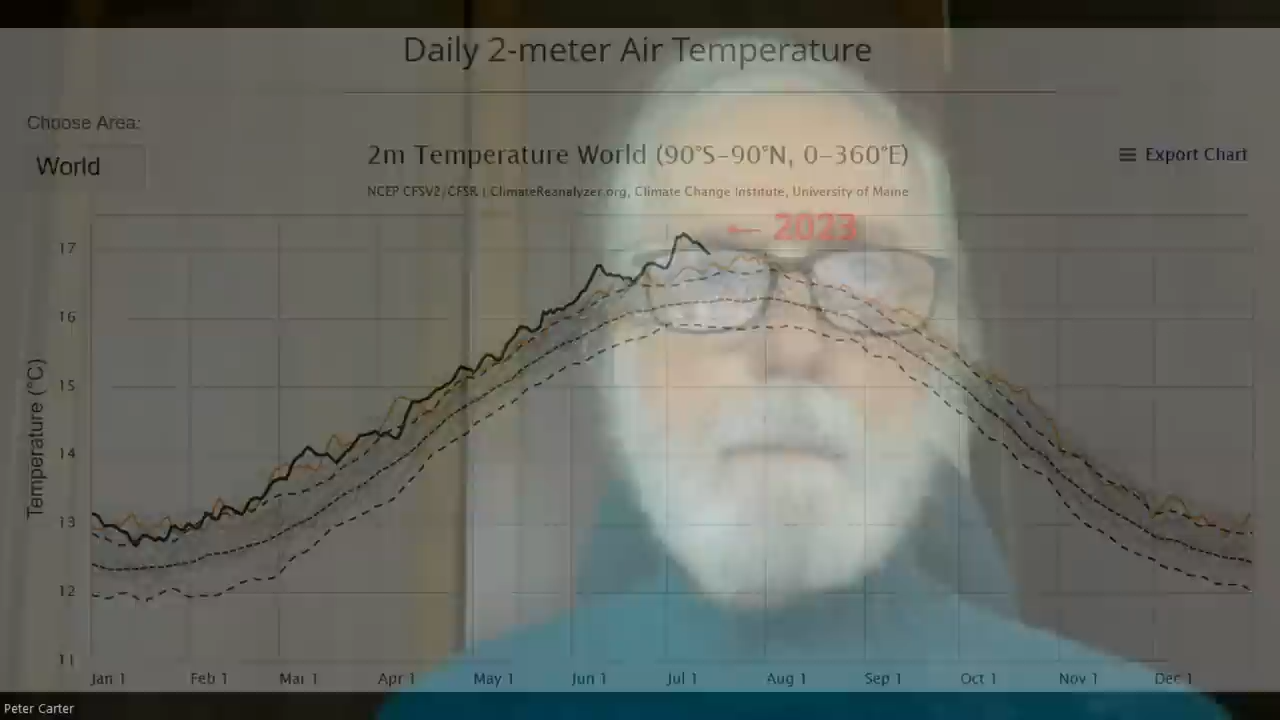 Daily 2-meter Air Temperature
Choose Area:
World
2m Temperature World (90°S–90°N, 0–360°E)
Export Chart
NCEP CFSV2/CFSR | ClimateReanalyzer.org, Climate Change Institute, University of Maine
← 2023
17
16
15
14
13
12
11
Temperature (°C)
Jan 1 Feb 1 Mar 1 Apr 1 May 1 Jun 1 Jul 1 Aug 1 Sep 1 Oct 1 Nov 1 Dec 1
Peter Carter